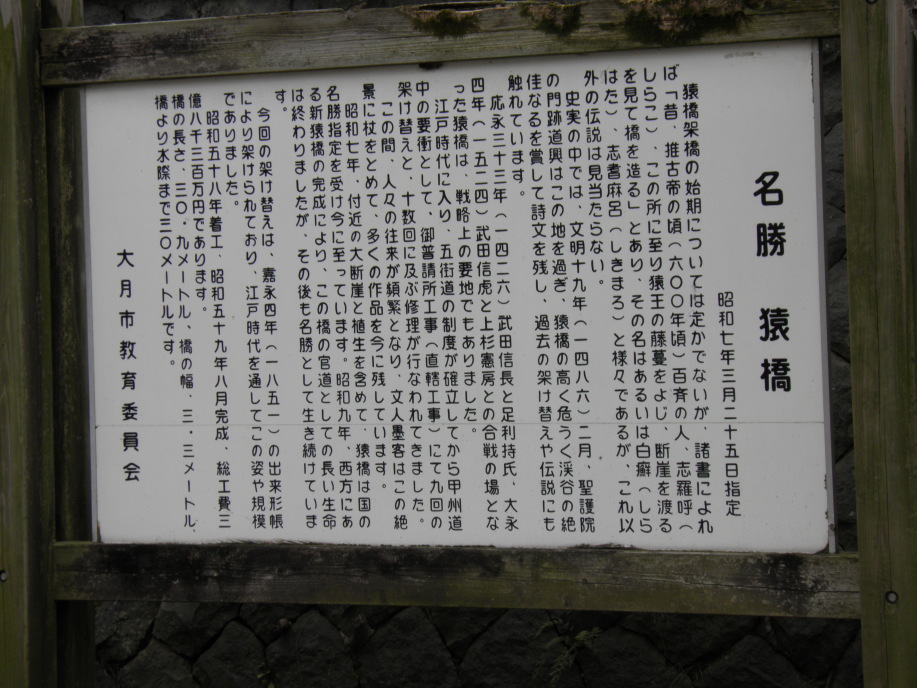 名勝 猿橋
昭和七年三月二十五日指定
猿橋架橋の始期については定かでないが、諸書によれ
ば「昔、推古帝の頃(六〇〇年頃)百済の人、志羅呼(
しらこ)、この所に至り猿王の藤蔓をよじ、断崖を渡る
を見て橋を造る」とあり、その名あるいは白癬(しら
はた)、志耆麻呂(しきまろ)と様々であるが、これ以
外の伝説は見当たらない。
史実の中では、文明十九年(一四八六)二月、聖護院
の門跡道興はこの地を過ぎ、猿橋の高く危うく渓谷の絶
佳なるを賞して詩文を残し、過去の架け替えや伝説にも
触れています。
応永三十三年(一四二六)武田信長と足利持氏、大永
四年(一五二四)武田信虎と上杉憲房との合戦の場とな
った猿橋は、戦略上の要地でもありました。
江戸時代に入り、五街道の制度が確立してから甲州道
中の要衝として、御普請所工事(直轄工事)にて九回の
架け替えと、十数回に及ぶ修理が行なわれてきました。
この間、人々の往来が頻繁となり、文人墨客はこの絶
景に杖をとめて、多くの作品を今に残しています。
昭和七年、付近の大断崖と植生を含めて、猿橋は国の
名勝指定を受け今に至っています。昭和九年、西方にあ
る新猿橋の完成により、この橋の官道としての長い生命
は終わりましたが、その後も名勝として生き続けていま
す。
今回の架け替えは、嘉永四年(一八五一)の出来形帳
により架けられており、江戸時代を通してこの姿や規模
でありました。
昭和五十八年着工、昭和五十九年八月完成、総工費三
億八千三百万円であります。
橋の長さ、三〇.九メートル、橋の幅、三.三メートル、
橋より水際まで三〇メートルです。
大月市教育委員会